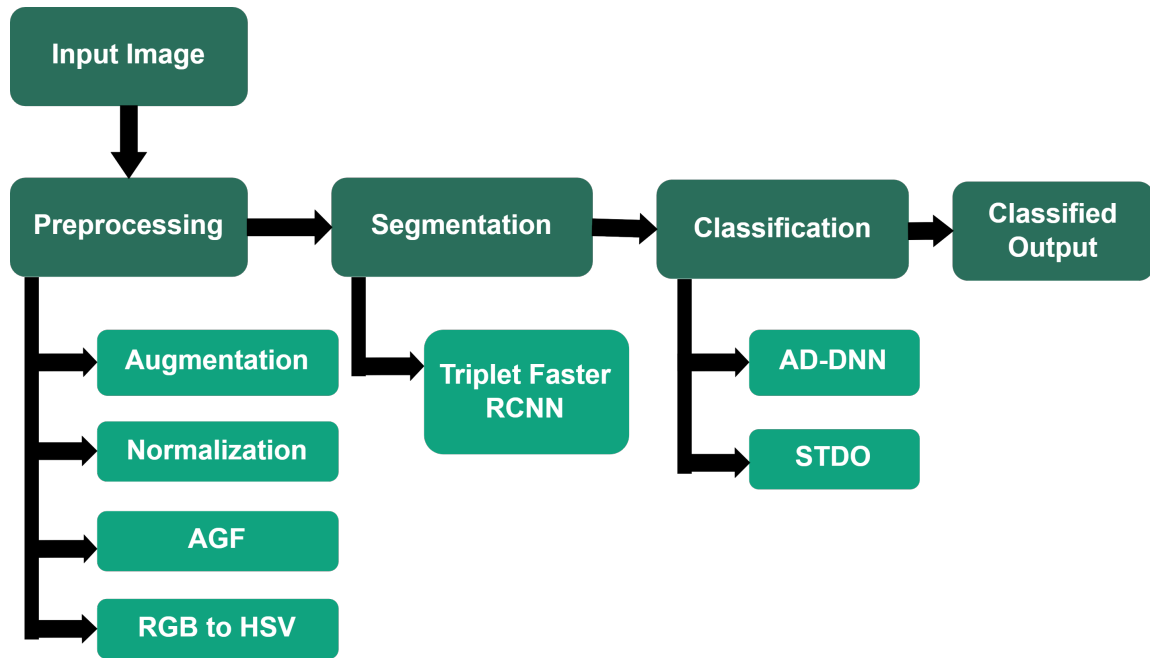 Input Image
Preprocessing
Segmentation
Classification
Classified
Output
Augmentation
Normalization
AGF
RGB to HSV
Triplet Faster
RCNN
AD-DNN
STDO